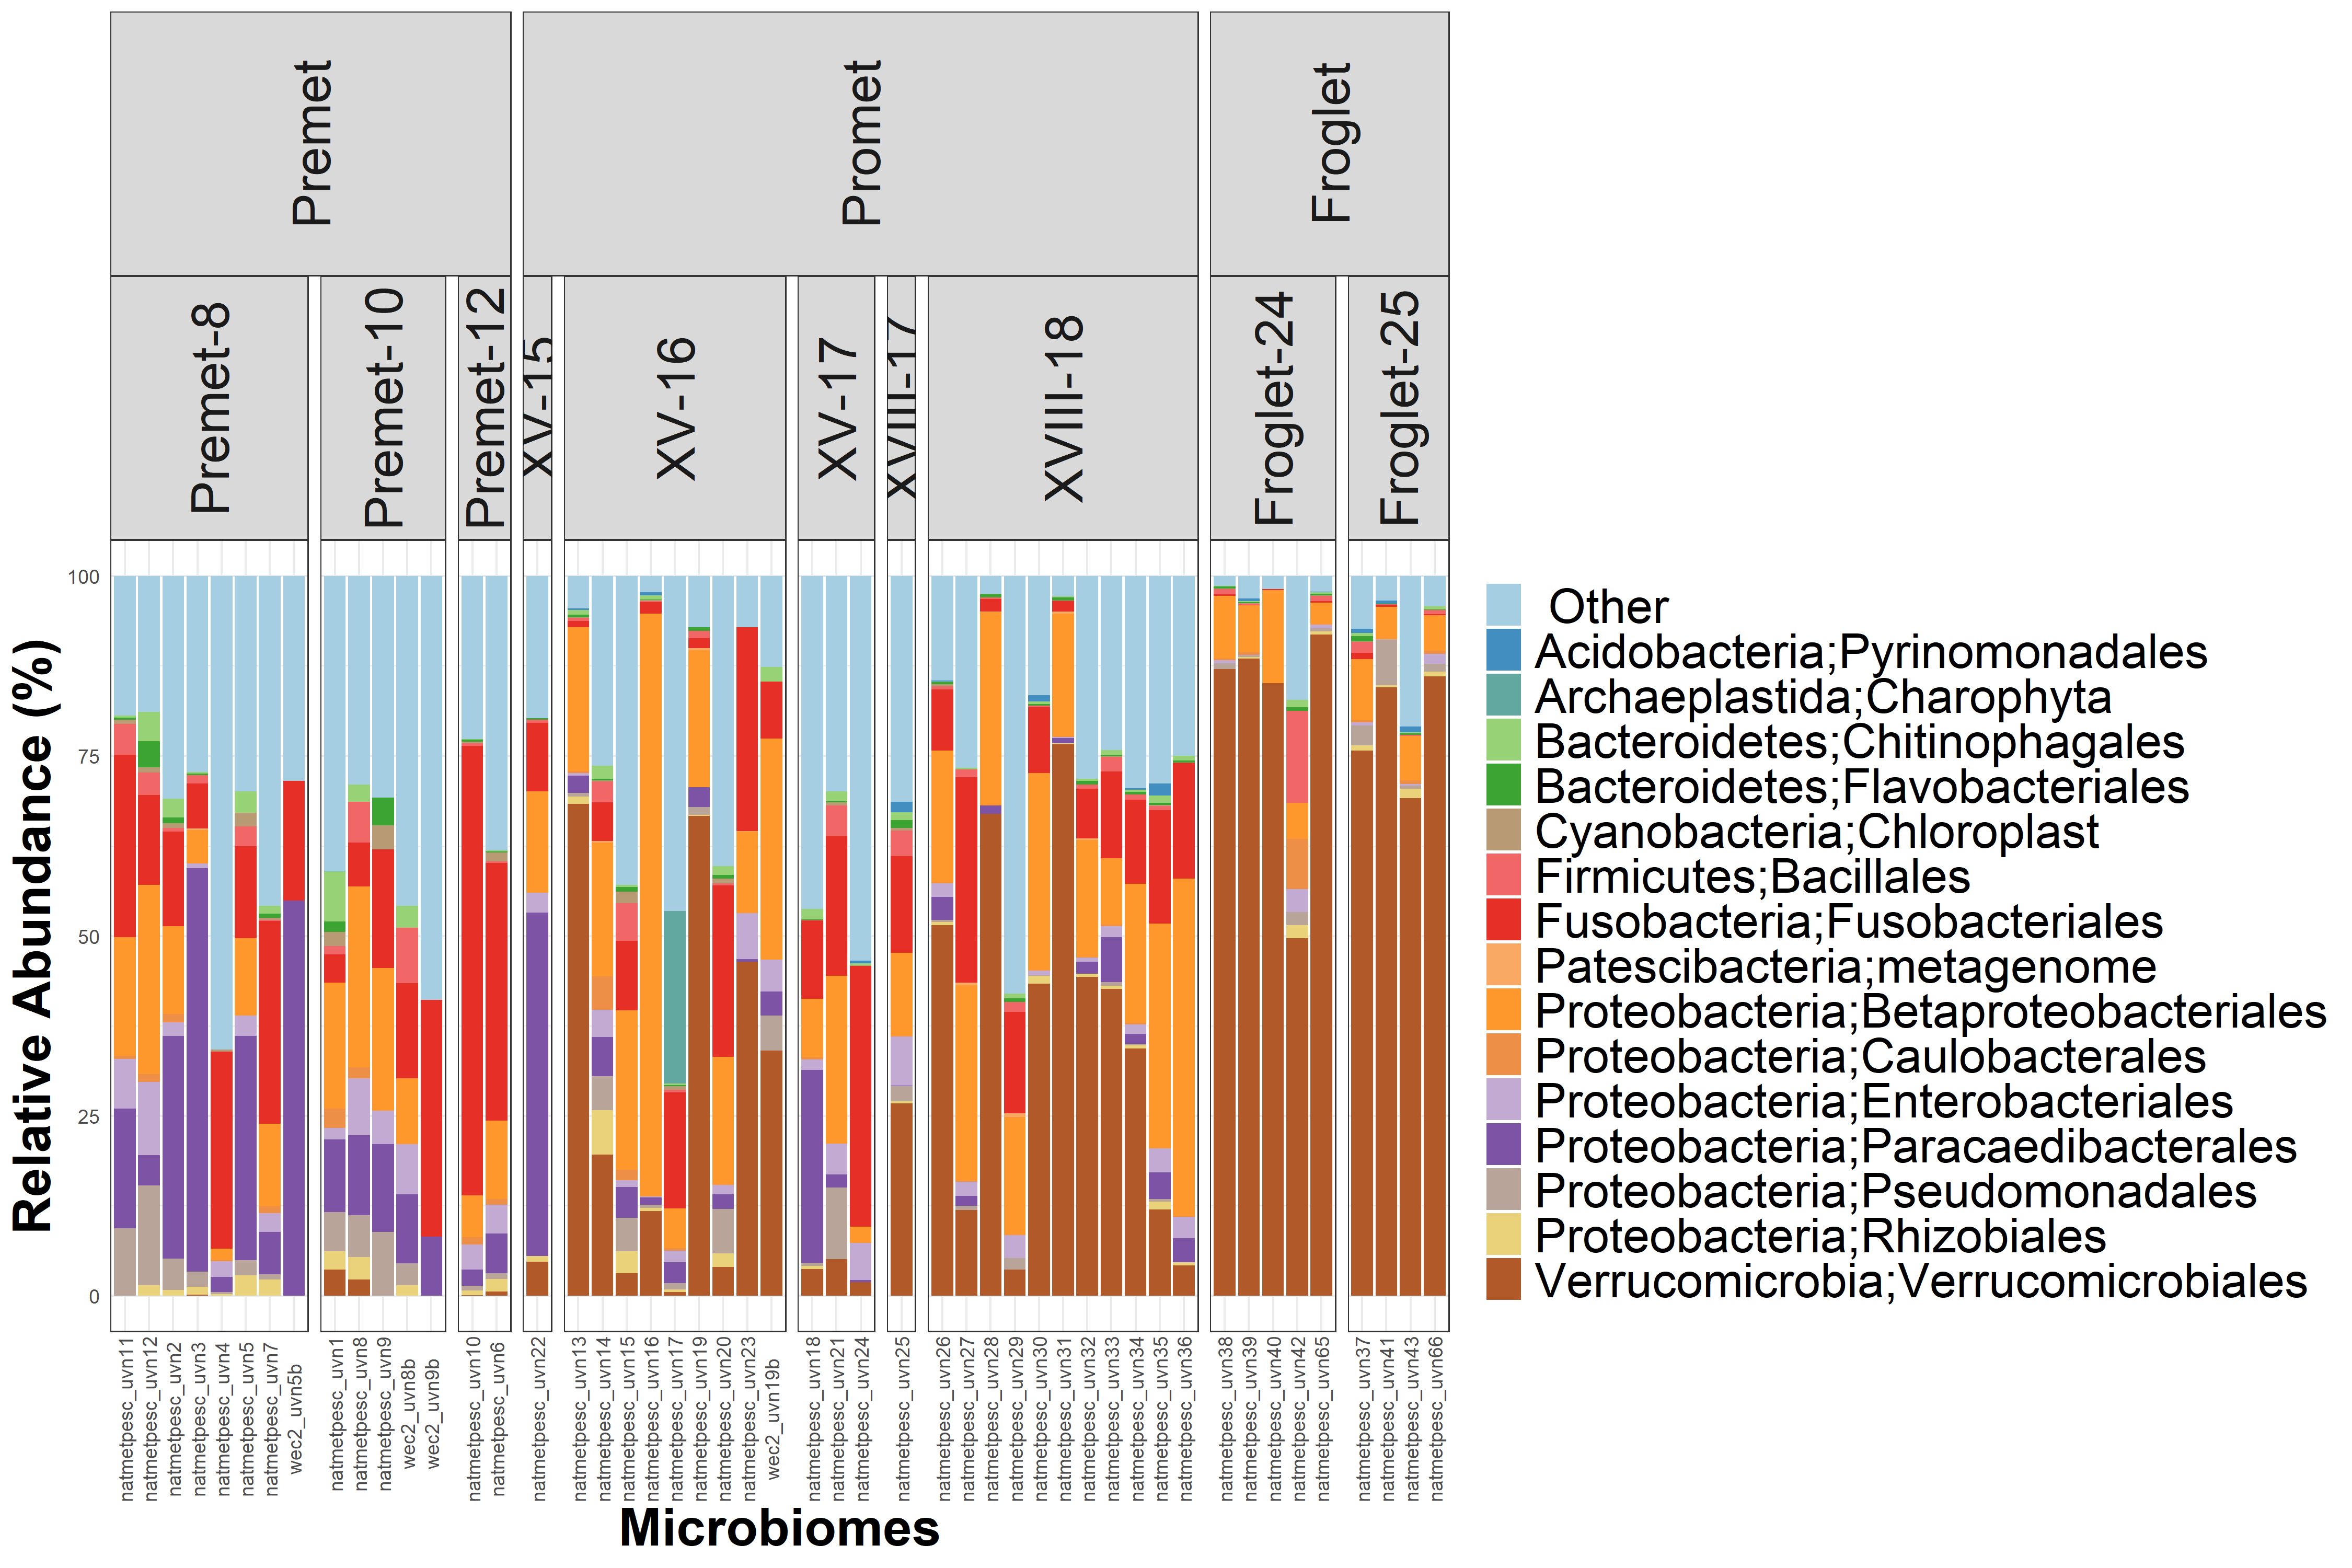 Premet
Promet
Froglet
Premet-8
Premet-10
Premet-12
XV-15
XV-16
XV-17
XVIII-17
XVIII-18
Froglet-24
Froglet-25
Relative Abundance (%)
100
75
50
25
0
natmetpesc_uvn11
natmetpesc_uvn12
natmetpesc_uvn2
natmetpesc_uvn3
natmetpesc_uvn4
natmetpesc_uvn5
natmetpesc_uvn7
wec2_uvn5b
natmetpesc_uvn1
natmetpesc_uvn8
natmetpesc_uvn9
wec2_uvn8b
wec2_uvn9b
natmetpesc_uvn10
natmetpesc_uvn6
natmetpesc_uvn22
natmetpesc_uvn13
natmetpesc_uvn14
natmetpesc_uvn15
natmetpesc_uvn16
natmetpesc_uvn17
natmetpesc_uvn19
natmetpesc_uvn20
natmetpesc_uvn23
wec2_uvn19b
natmetpesc_uvn18
natmetpesc_uvn21
natmetpesc_uvn24
natmetpesc_uvn25
natmetpesc_uvn26
natmetpesc_uvn27
natmetpesc_uvn28
natmetpesc_uvn29
natmetpesc_uvn30
natmetpesc_uvn31
natmetpesc_uvn32
natmetpesc_uvn33
natmetpesc_uvn34
natmetpesc_uvn35
natmetpesc_uvn36
natmetpesc_uvn38
natmetpesc_uvn39
natmetpesc_uvn40
natmetpesc_uvn42
natmetpesc_uvn65
natmetpesc_uvn37
natmetpesc_uvn41
natmetpesc_uvn43
natmetpesc_uvn66
Microbiomes
Other
Acidobacteria;Pyrinomonadales
Archaeplastida;Charophyta
Bacteroidetes;Chitinophagales
Bacteroidetes;Flavobacteriales
Cyanobacteria;Chloroplast
Firmicutes;Bacillales
Fusobacteria;Fusobacteriales
Patescibacteria;metagenome
Proteobacteria;Betaproteobacteriales
Proteobacteria;Caulobacterales
Proteobacteria;Enterobacteriales
Proteobacteria;Paracaedibacterales
Proteobacteria;Pseudomonadales
Proteobacteria;Rhizobiales
Verrucomicrobia;Verrucomicrobiales